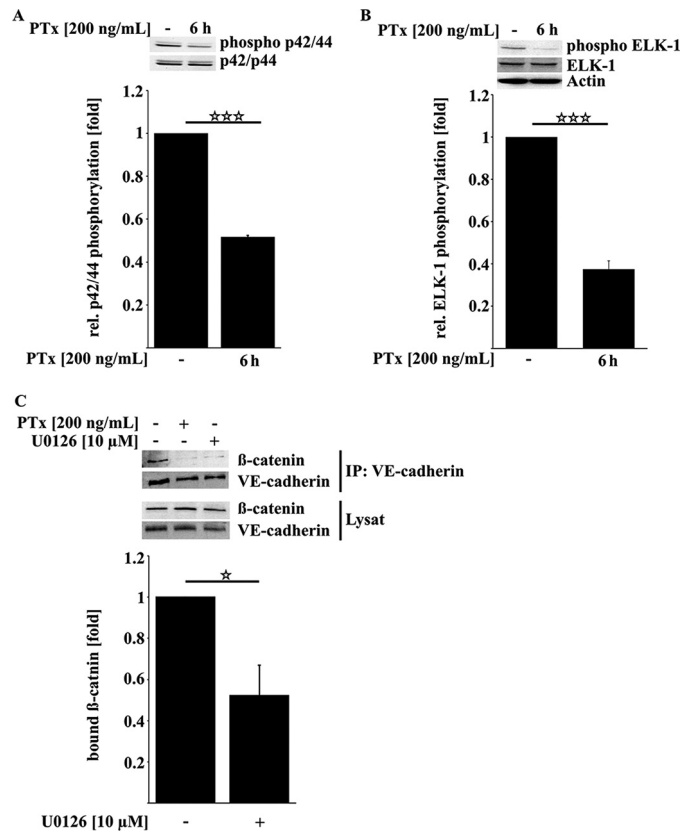 A
PTx [200 ng/mL] - 6 h
phospho p42/44
p42/p44
rel. p42/44 phosphorylation [fold]
1.2
1
0.8
0.6
0.4
0.2
☆☆☆
PTx [200 ng/mL] - 6 h
B
PTx [200 ng/mL] - 6 h
phospho ELK-1
ELK-1
Actin
rel. ELK-1 phosphorylation [fold]
1.2
1
0.8
0.6
0.4
0.2
☆☆☆
PTx [200 ng/mL] - 6 h
C
PTx [200 ng/mL] - + -
U0126 [10 µM] - - +
ß-catenin
VE-cadherin
IP: VE-cadherin
ß-catenin
VE-cadherin
Lysat
bound ß-catnin [fold]
1.2
1
0.8
0.6
0.4
0.2
☆
U0126 [10 µM] - +